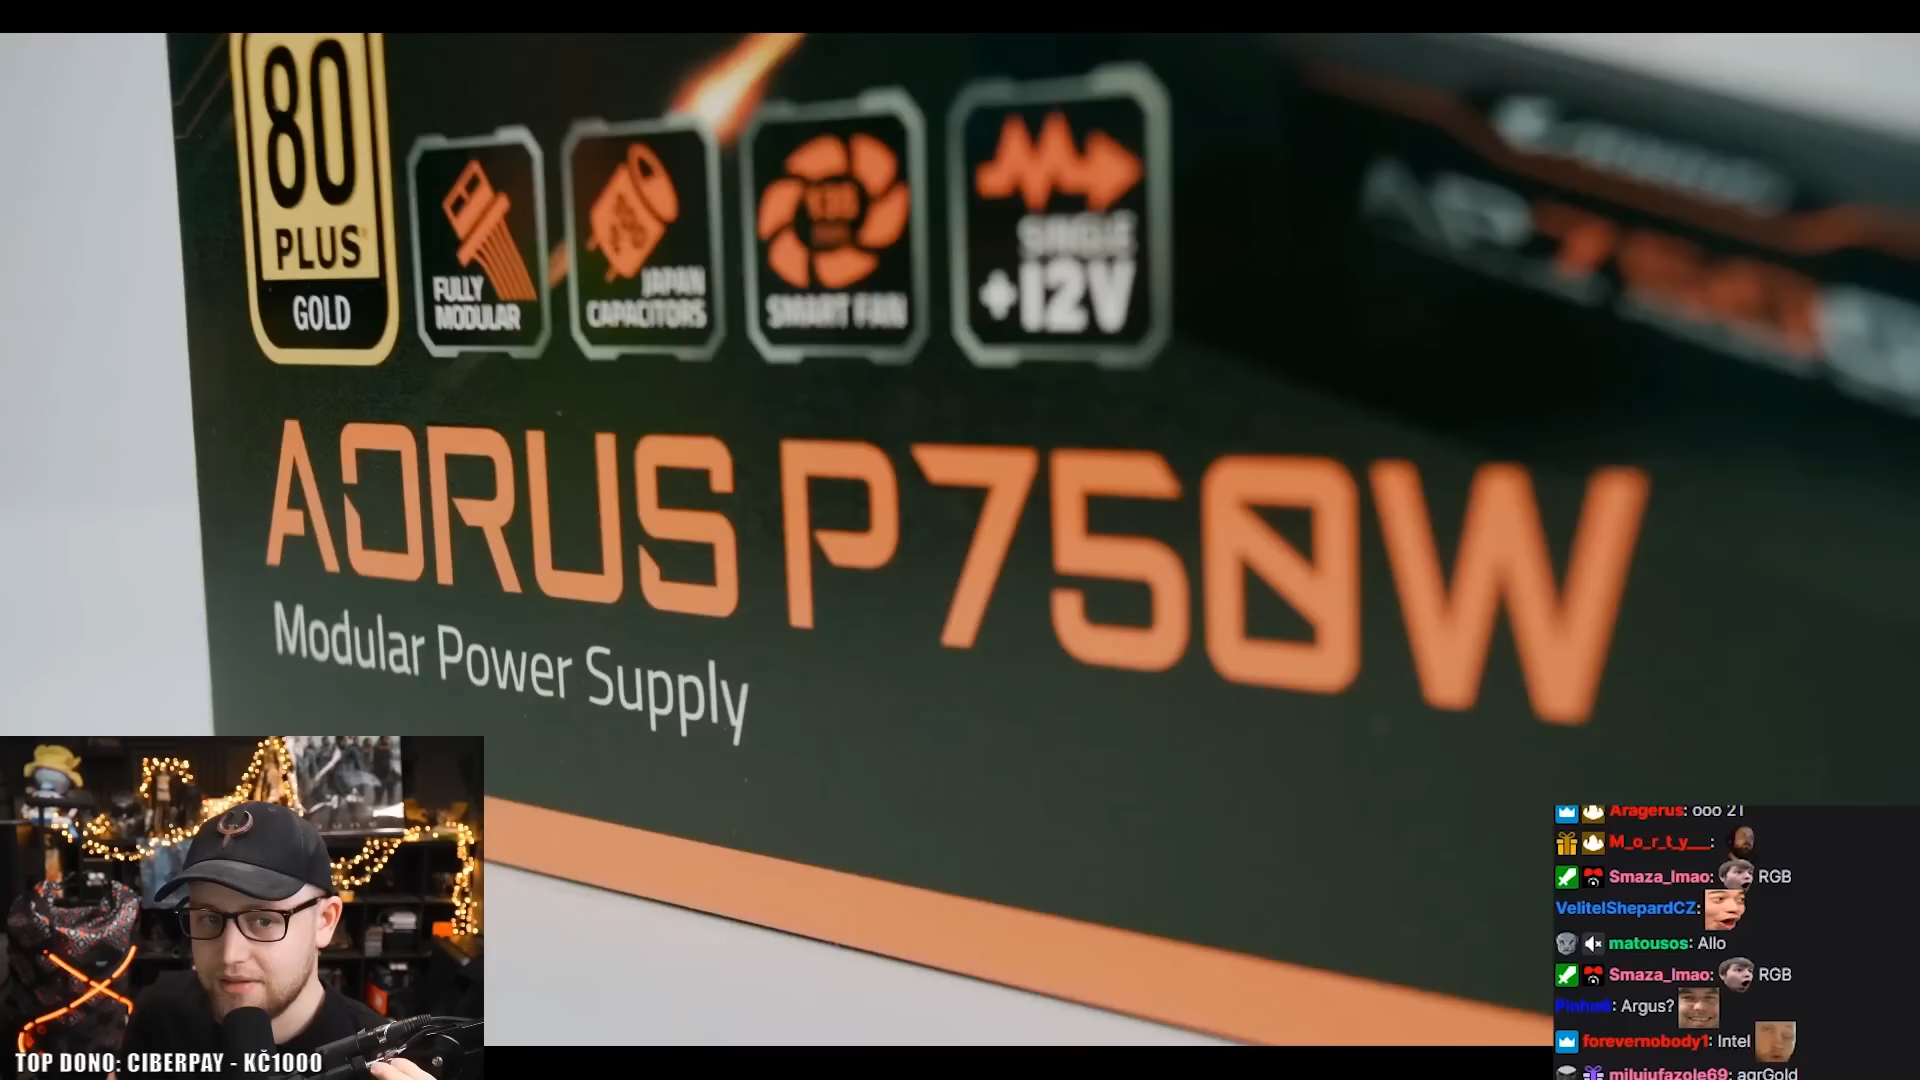 80
PLUS
GOLD
FULLY
MODULAR
JAPAN
CAPACITORS
SMART FAN
SINGLE
+12V
AORUS P750W
Modular Power Supply
Aragerus: ooo 21
M_o_r_t_y__:
Smaza_lmao: RGB
VelitelShepardCZ:
matousos: Allo
Smaza_lmao: RGB
: Argus?
forevernobody1: Intel
milujufazole69: agrGold
TOP DONO: CIBERPAY - KČ1000